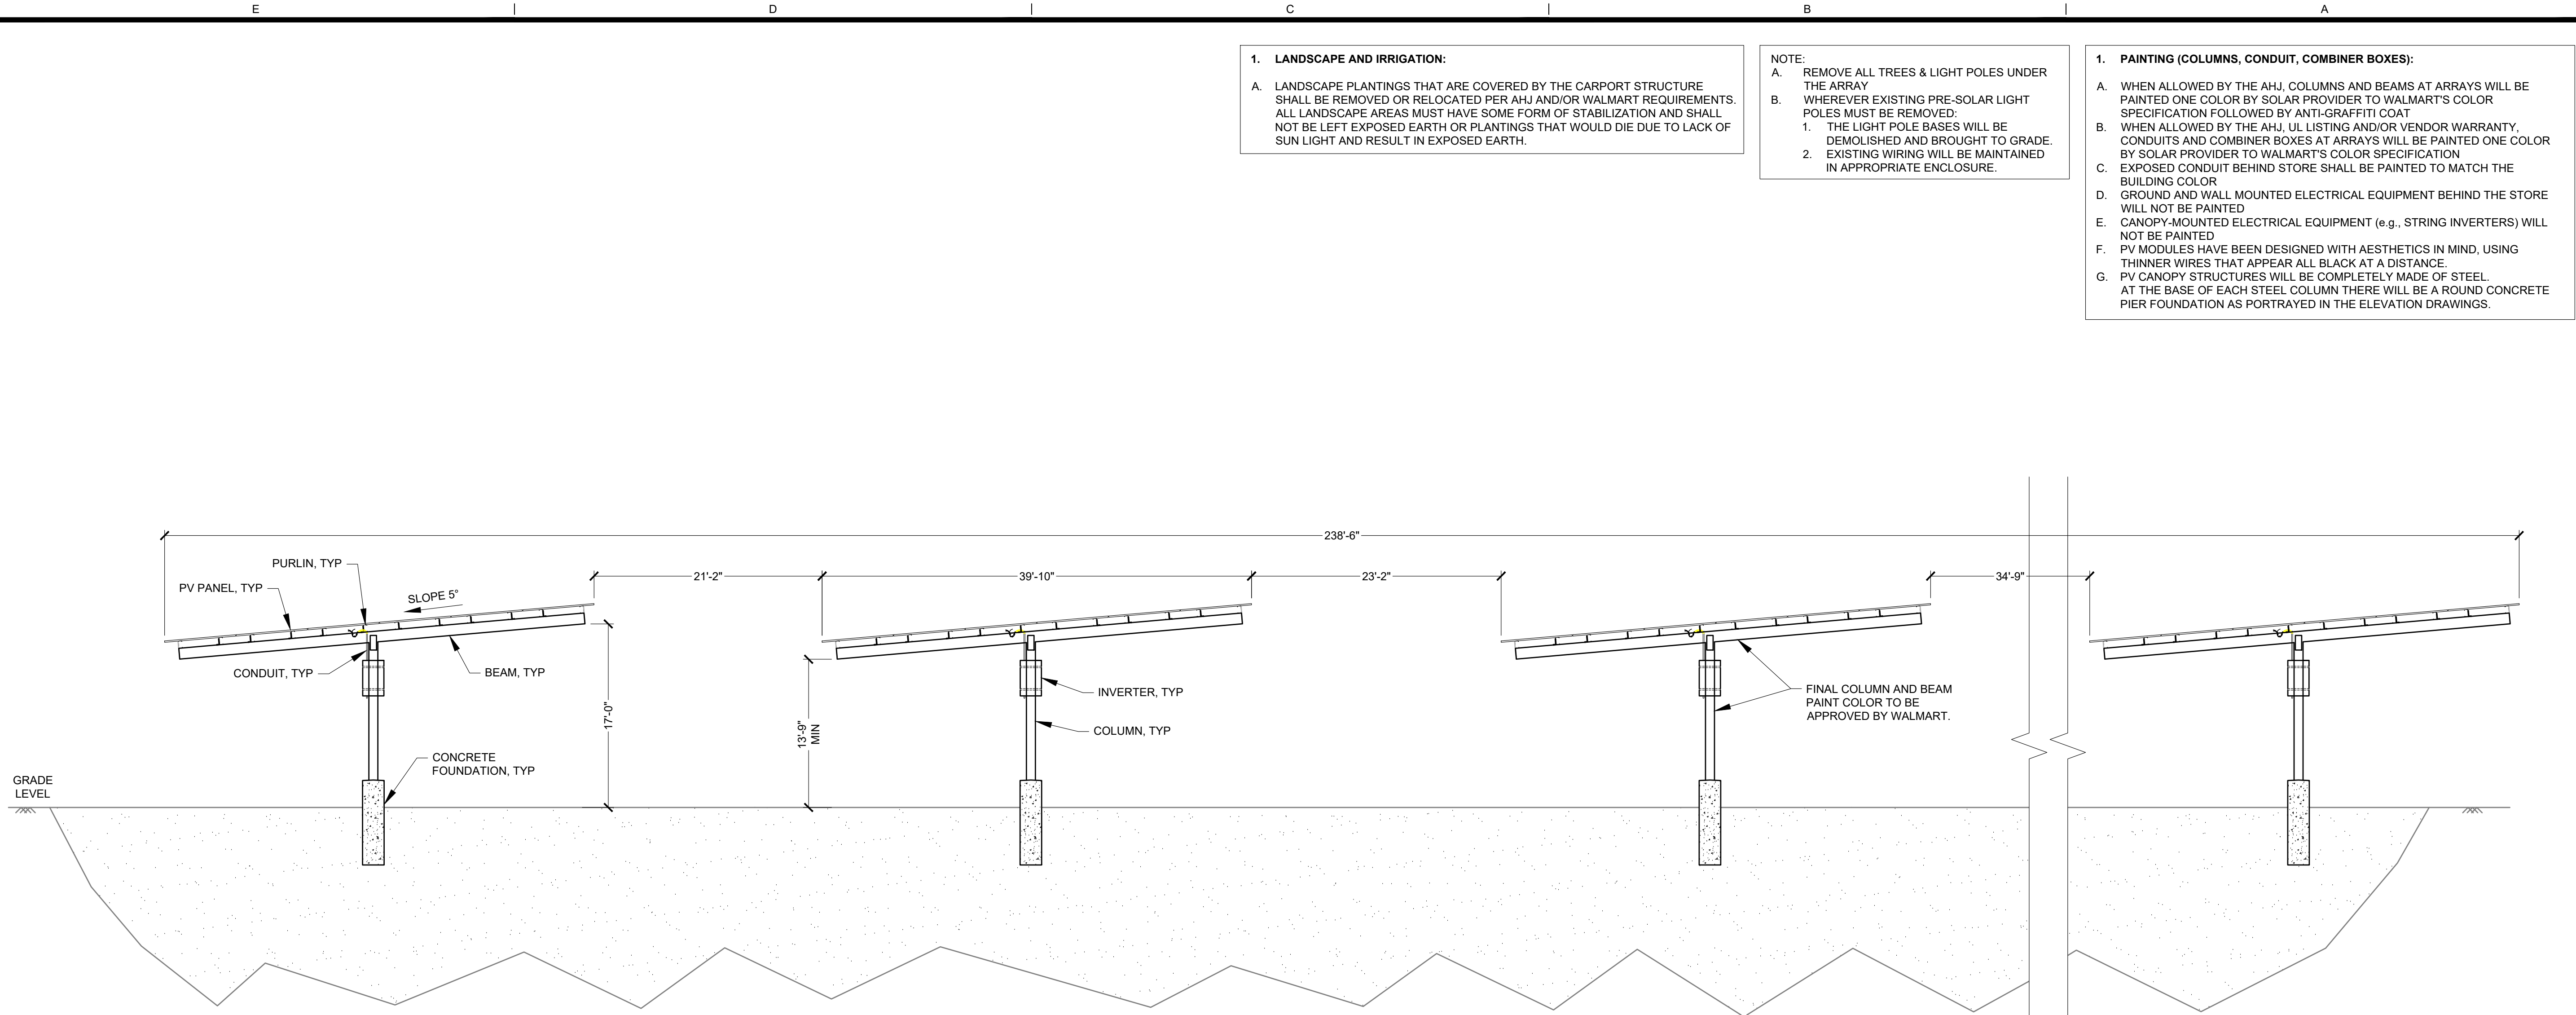 E D C B A
1. LANDSCAPE AND IRRIGATION:
A. LANDSCAPE PLANTINGS THAT ARE COVERED BY THE CARPORT STRUCTURE
SHALL BE REMOVED OR RELOCATED PER AHJ AND/OR WALMART REQUIREMENTS.
ALL LANDSCAPE AREAS MUST HAVE SOME FORM OF STABILIZATION AND SHALL
NOT BE LEFT EXPOSED EARTH OR PLANTINGS THAT WOULD DIE DUE TO LACK OF
SUN LIGHT AND RESULT IN EXPOSED EARTH.
NOTE:
A. REMOVE ALL TREES & LIGHT POLES UNDER
THE ARRAY
B. WHEREVER EXISTING PRE-SOLAR LIGHT
POLES MUST BE REMOVED:
1. THE LIGHT POLE BASES WILL BE
DEMOLISHED AND BROUGHT TO GRADE.
2. EXISTING WIRING WILL BE MAINTAINED
IN APPROPRIATE ENCLOSURE.
1. PAINTING (COLUMNS, CONDUIT, COMBINER BOXES):
A. WHEN ALLOWED BY THE AHJ, COLUMNS AND BEAMS AT ARRAYS WILL BE
PAINTED ONE COLOR BY SOLAR PROVIDER TO WALMART'S COLOR
SPECIFICATION FOLLOWED BY ANTI-GRAFFITI COAT
B. WHEN ALLOWED BY THE AHJ, UL LISTING AND/OR VENDOR WARRANTY,
CONDUITS AND COMBINER BOXES AT ARRAYS WILL BE PAINTED ONE COLOR
BY SOLAR PROVIDER TO WALMART'S COLOR SPECIFICATION
C. EXPOSED CONDUIT BEHIND STORE SHALL BE PAINTED TO MATCH THE
BUILDING COLOR
D. GROUND AND WALL MOUNTED ELECTRICAL EQUIPMENT BEHIND THE STORE
WILL NOT BE PAINTED
E. CANOPY-MOUNTED ELECTRICAL EQUIPMENT (e.g., STRING INVERTERS) WILL
NOT BE PAINTED
F. PV MODULES HAVE BEEN DESIGNED WITH AESTHETICS IN MIND, USING
THINNER WIRES THAT APPEAR ALL BLACK AT A DISTANCE.
G. PV CANOPY STRUCTURES WILL BE COMPLETELY MADE OF STEEL.
AT THE BASE OF EACH STEEL COLUMN THERE WILL BE A ROUND CONCRETE
PIER FOUNDATION AS PORTRAYED IN THE ELEVATION DRAWINGS.
238'-6"
PURLIN, TYP
PV PANEL, TYP
SLOPE 5°
21'-2"
39'-10"
23'-2"
34'-9"
CONDUIT, TYP
BEAM, TYP
17'-0"
13'-9"
MIN
INVERTER, TYP
COLUMN, TYP
FINAL COLUMN AND BEAM
PAINT COLOR TO BE
APPROVED BY WALMART.
CONCRETE
FOUNDATION, TYP
GRADE
LEVEL